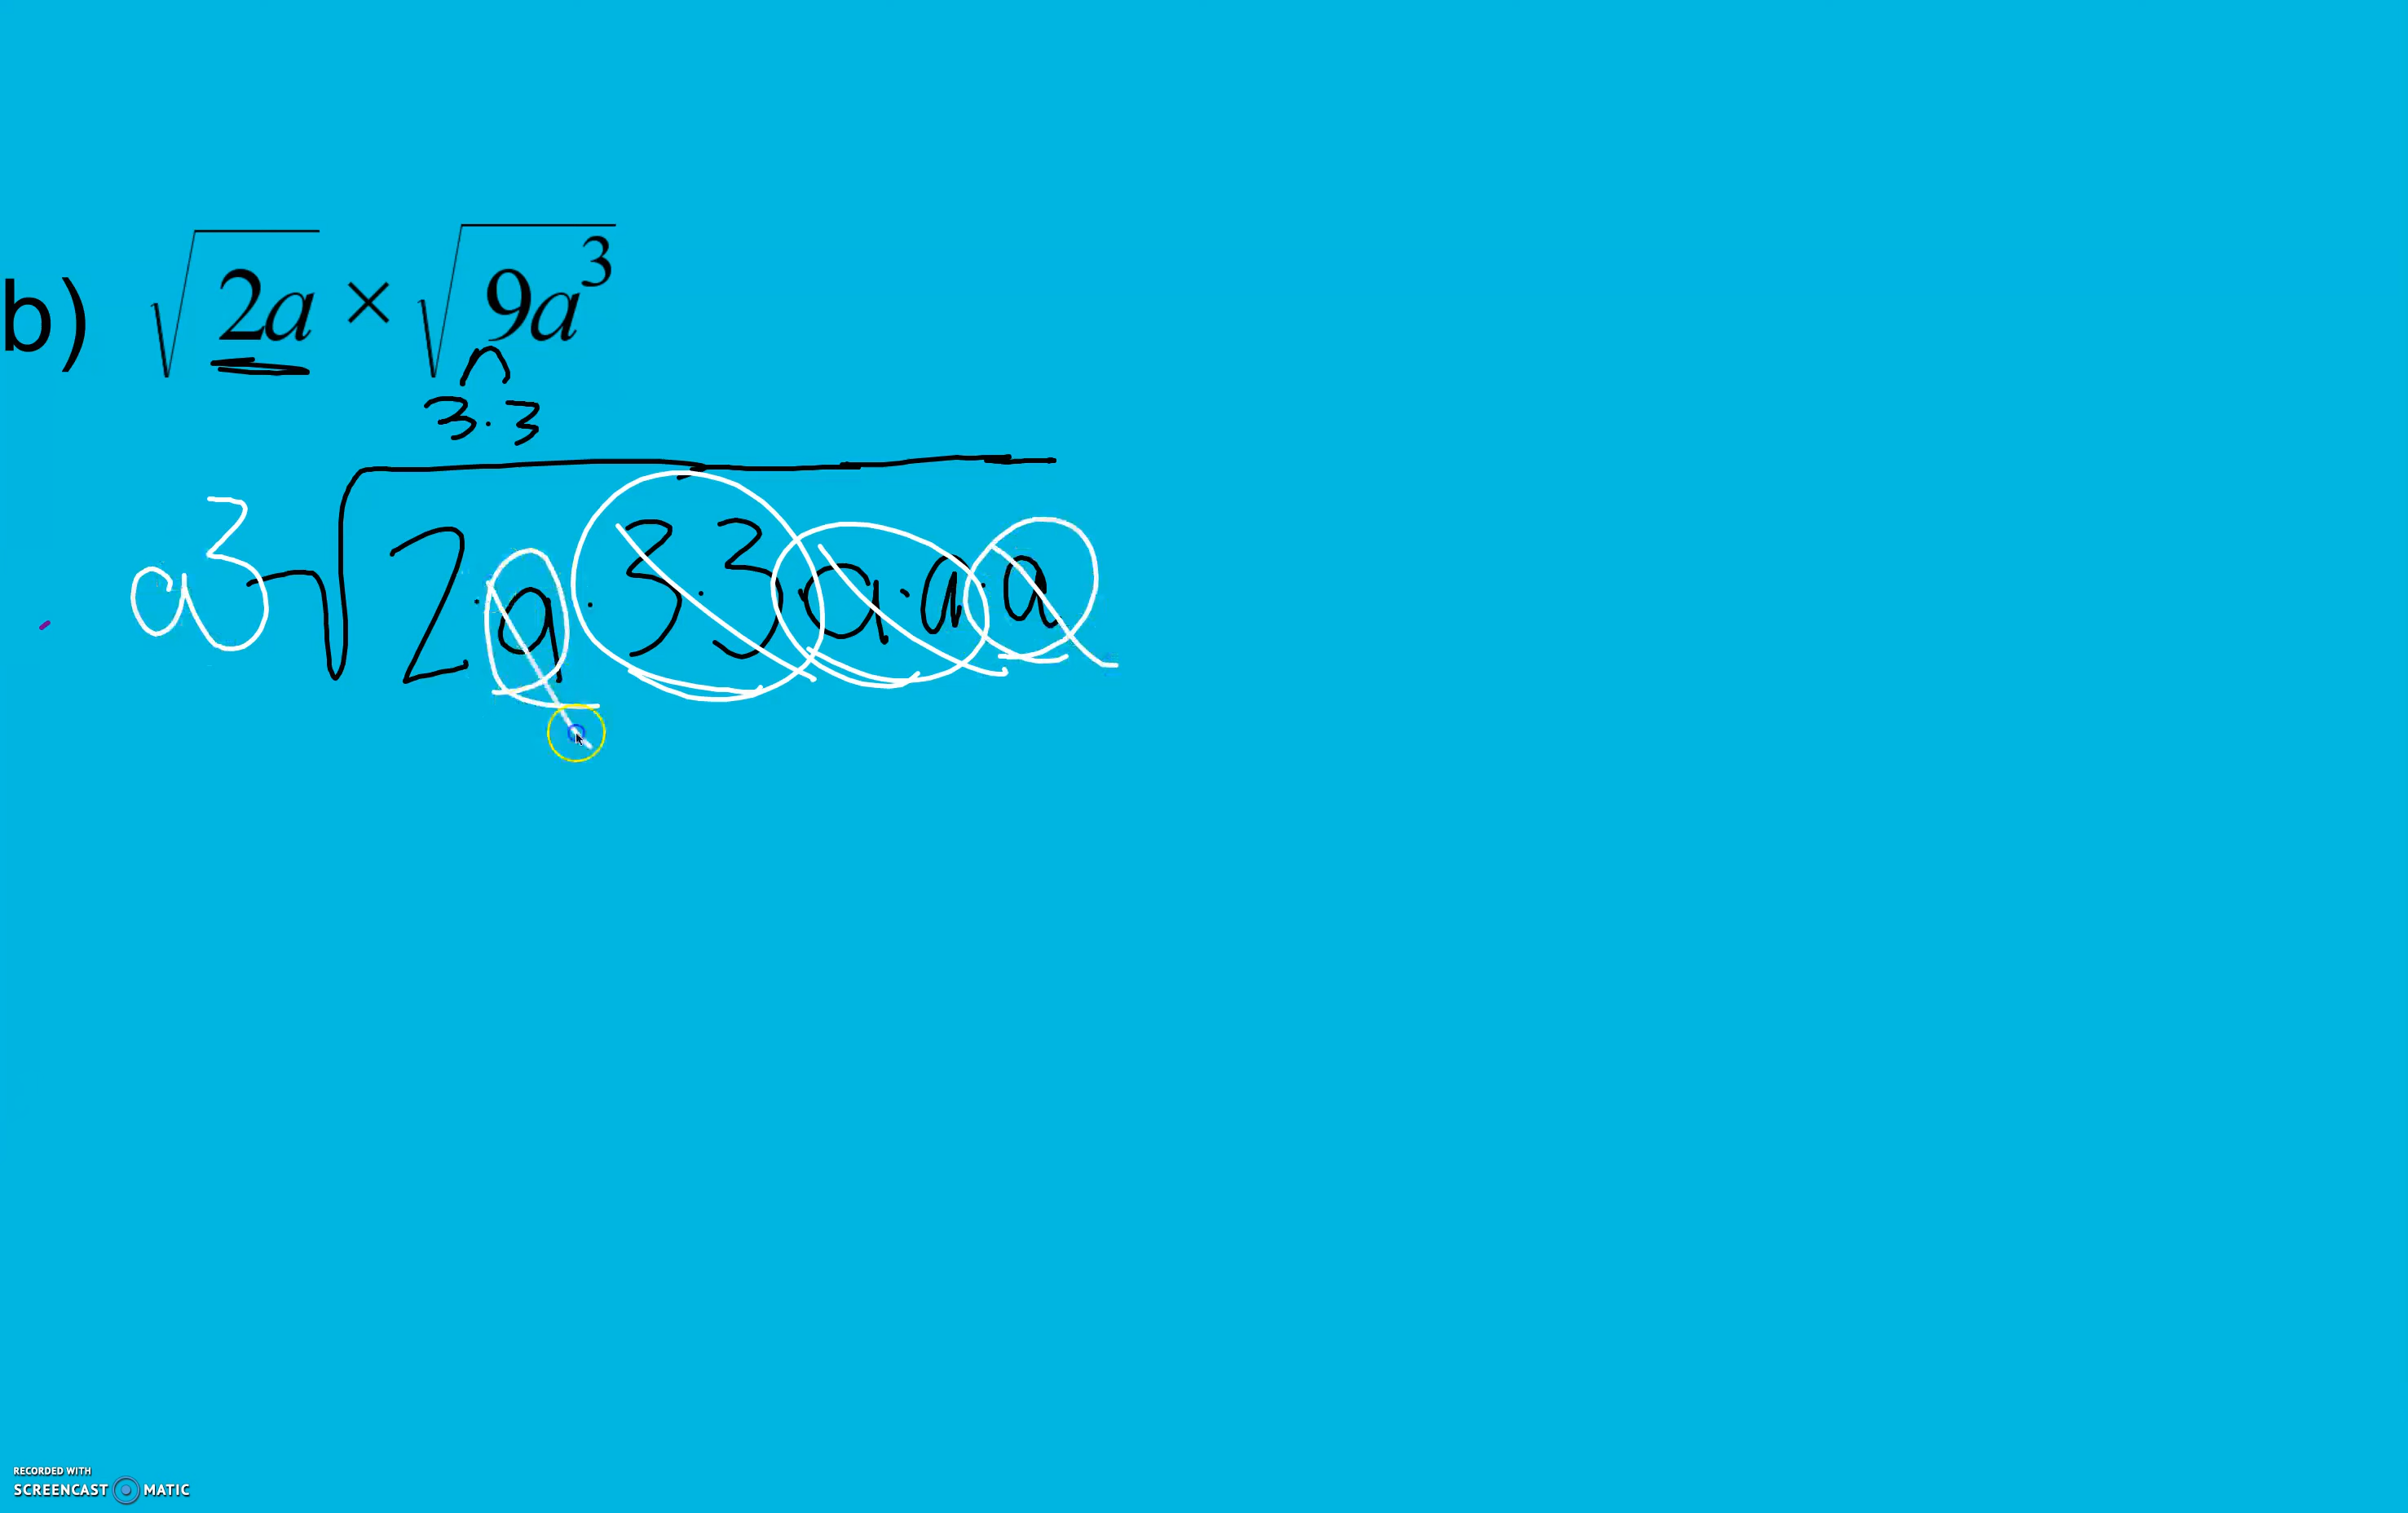 b) √2a × √9a³
3·3
a3√2·a·3·3·a·a·a
RECORDED WITH
SCREENCAST MATIC